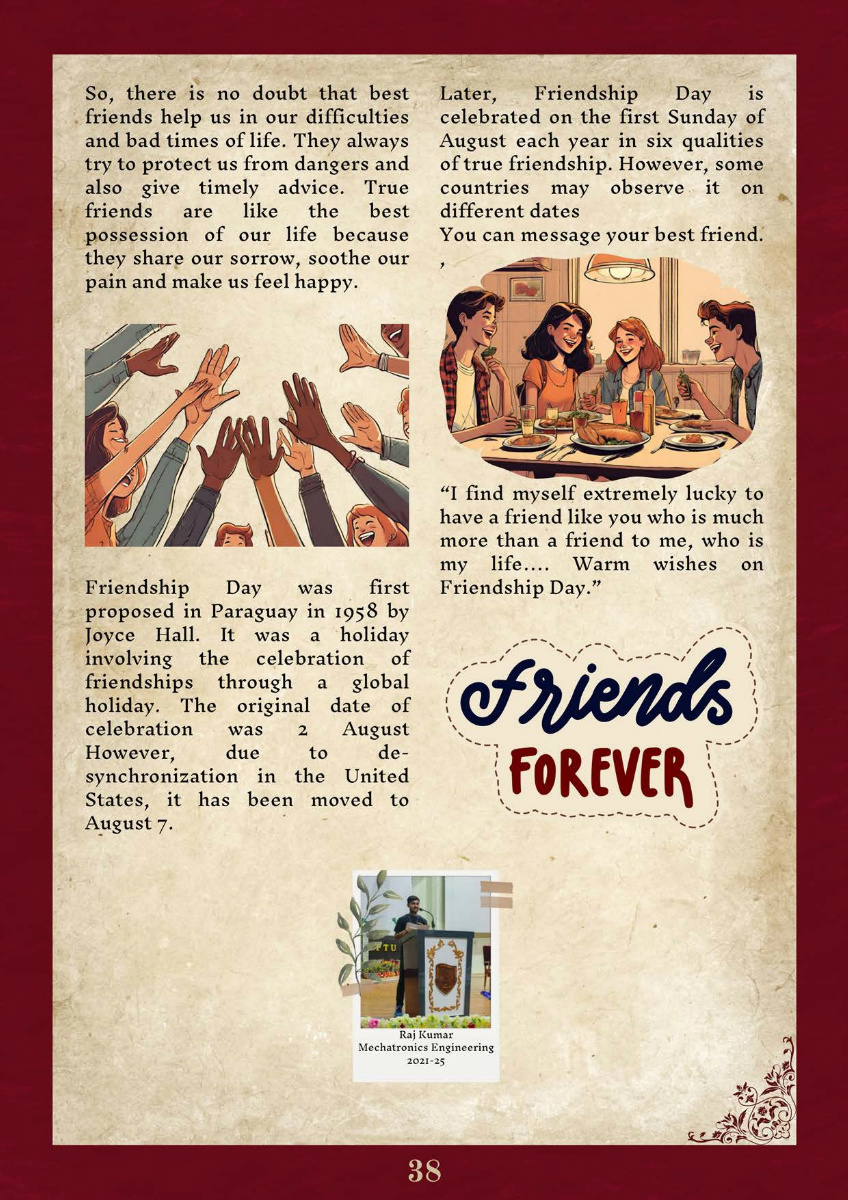 So, there is no doubt that best
friends help us in our difficulties
and bad times of life. They always
try to protect us from dangers and
also give timely advice. True
friends are like the best
possession of our life because
they share our sorrow, soothe our
pain and make us feel happy.
Friendship Day was first
proposed in Paraguay in 1958 by
Joyce Hall. It was a holiday
involving the celebration of
friendships through a global
holiday. The original date of
celebration was 2 August
However, due to de-
synchronization in the United
States, it has been moved to
August 7.
Later, Friendship Day is
celebrated on the first Sunday of
August each year in six qualities
of true friendship. However, some
countries may observe it on
different dates
You can message your best friend.
,
“I find myself extremely lucky to
have a friend like you who is much
more than a friend to me, who is
my life.... Warm wishes on
Friendship Day.”
Friends
FOREVER
TU
Raj Kumar
Mechatronics Engineering
2021-25
38